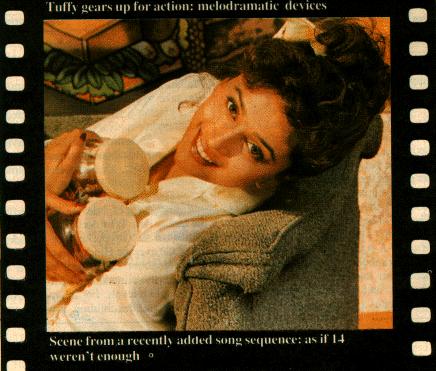 Tuffy gears up for action: melodramatic devices
Scene from a recently added song sequence: as if 14
weren't enough